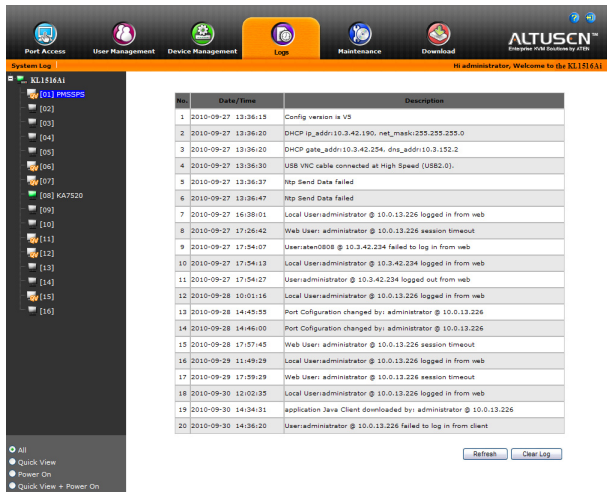 Port Access
User Management
Device Management
Logs
Maintenance
Download
ALTUSCN™
Enterprise KVM Solutions by ATEN
System Log
Hi administrator, Welcome to the KL1516Ai
KL1516Ai
[01] PMSSPS
[02]
[03]
[04]
[05]
[06]
[07]
[08] KA7520
[09]
[10]
[11]
[12]
[13]
[14]
[15]
[16]
No. Date/Time Description
1 2010-09-27 13:36:15 Config version is V5
2 2010-09-27 13:36:20 DHCP ip_addr:10.3.42.190, net_mask:255.255.255.0
3 2010-09-27 13:36:20 DHCP gate_addr:10.3.42.254, dns_addr:10.3.152.2
4 2010-09-27 13:36:30 USB VNC cable connected at High Speed (USB2.0).
5 2010-09-27 13:36:37 Ntp Send Data failed
6 2010-09-27 13:36:47 Ntp Send Data failed
7 2010-09-27 16:38:01 Local User:administrator @ 10.0.13.226 logged in from web
8 2010-09-27 17:26:42 Web User: administrator @ 10.0.13.226 session timeout
9 2010-09-27 17:54:07 User:aten0808 @ 10.3.42.234 failed to log in from web
10 2010-09-27 17:54:13 Local User:administrator @ 10.3.42.234 logged in from web
11 2010-09-27 17:54:27 User:administrator @ 10.3.42.234 logged out from web
12 2010-09-28 10:01:16 Local User:administrator @ 10.0.13.226 logged in from web
13 2010-09-28 14:45:55 Port Cofiguration changed by: administrator @ 10.0.13.226
14 2010-09-28 14:46:00 Port Cofiguration changed by: administrator @ 10.0.13.226
15 2010-09-28 17:57:45 Web User: administrator @ 10.0.13.226 session timeout
16 2010-09-29 11:49:29 Local User:administrator @ 10.0.13.226 logged in from web
17 2010-09-29 17:59:29 Web User: administrator @ 10.0.13.226 session timeout
18 2010-09-30 12:02:35 Local User:administrator @ 10.0.13.226 logged in from web
19 2010-09-30 14:34:31 application Java Client downloaded by: administrator @ 10.0.13.226
20 2010-09-30 14:36:20 User:administrator @ 10.0.13.226 failed to log in from client
Refresh
Clear Log
All
Quick View
Power On
Quick View + Power On